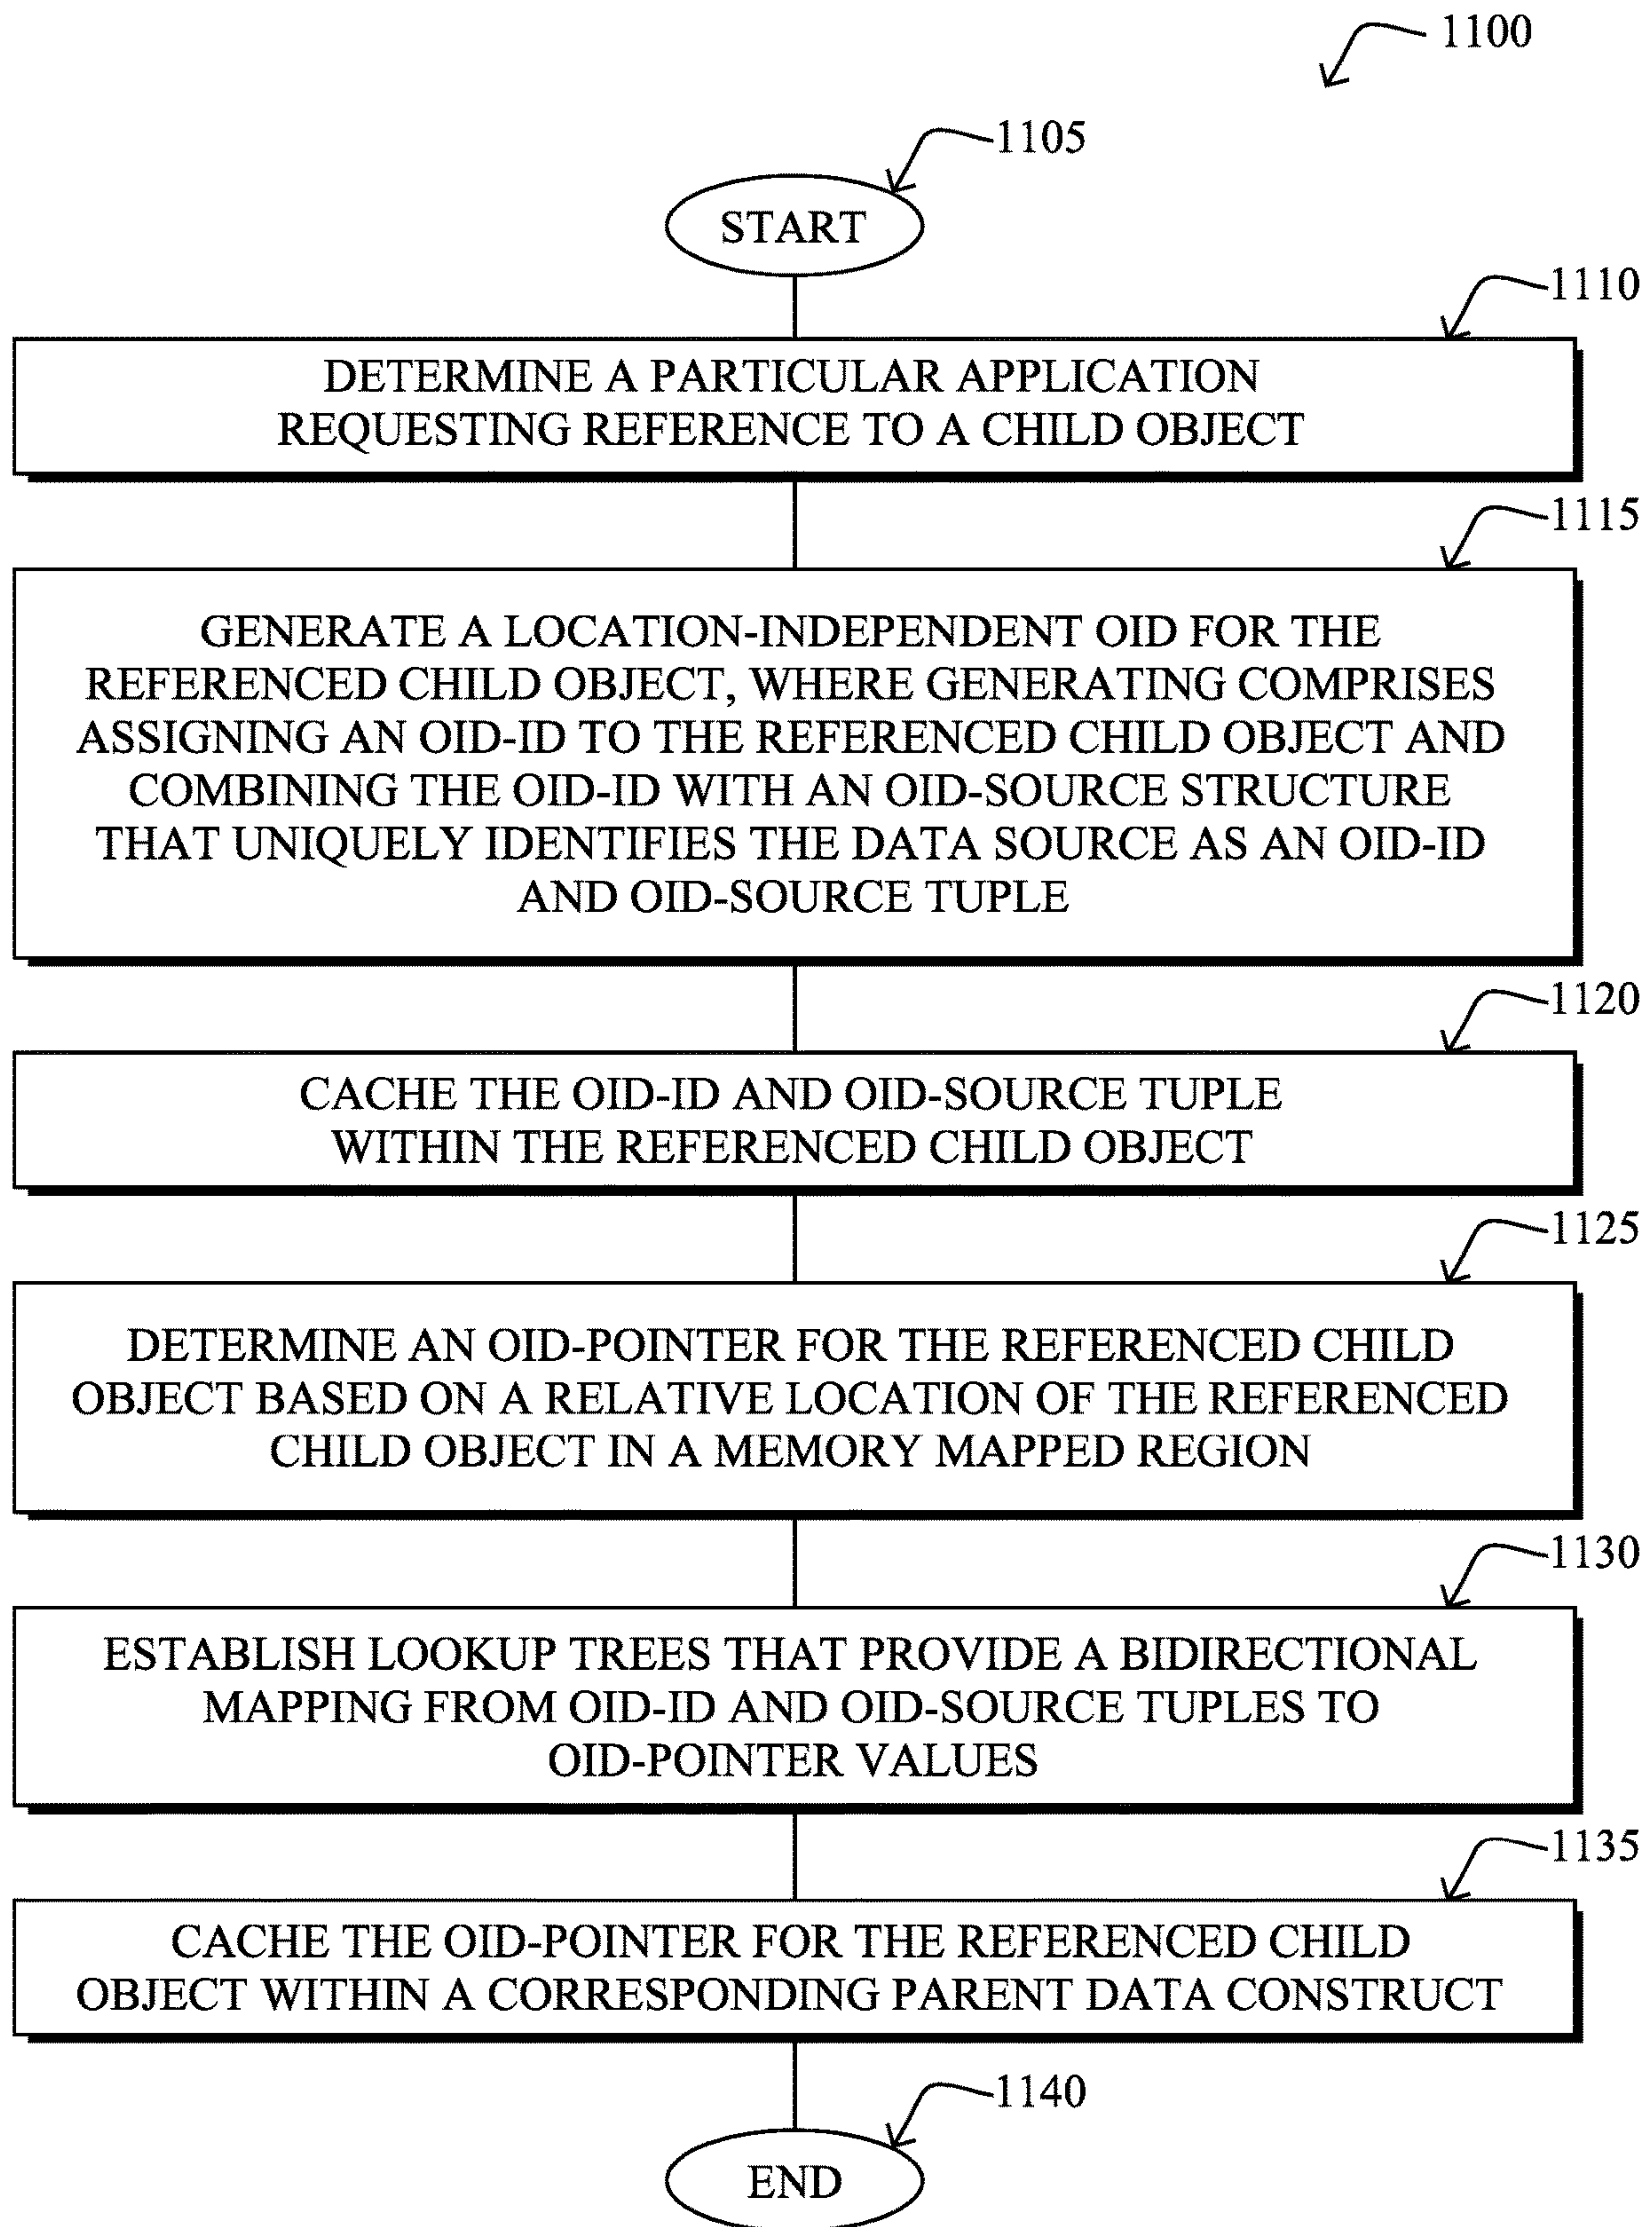 1100
1105
START
1110
DETERMINE A PARTICULAR APPLICATION
REQUESTING REFERENCE TO A CHILD OBJECT
1115
GENERATE A LOCATION-INDEPENDENT OID FOR THE
REFERENCED CHILD OBJECT, WHERE GENERATING COMPRISES
ASSIGNING AN OID-ID TO THE REFERENCED CHILD OBJECT AND
COMBINING THE OID-ID WITH AN OID-SOURCE STRUCTURE
THAT UNIQUELY IDENTIFIES THE DATA SOURCE AS AN OID-ID
AND OID-SOURCE TUPLE
1120
CACHE THE OID-ID AND OID-SOURCE TUPLE
WITHIN THE REFERENCED CHILD OBJECT
1125
DETERMINE AN OID-POINTER FOR THE REFERENCED CHILD
OBJECT BASED ON A RELATIVE LOCATION OF THE REFERENCED
CHILD OBJECT IN A MEMORY MAPPED REGION
1130
ESTABLISH LOOKUP TREES THAT PROVIDE A BIDIRECTIONAL
MAPPING FROM OID-ID AND OID-SOURCE TUPLES TO
OID-POINTER VALUES
1135
CACHE THE OID-POINTER FOR THE REFERENCED CHILD
OBJECT WITHIN A CORRESPONDING PARENT DATA CONSTRUCT
1140
END